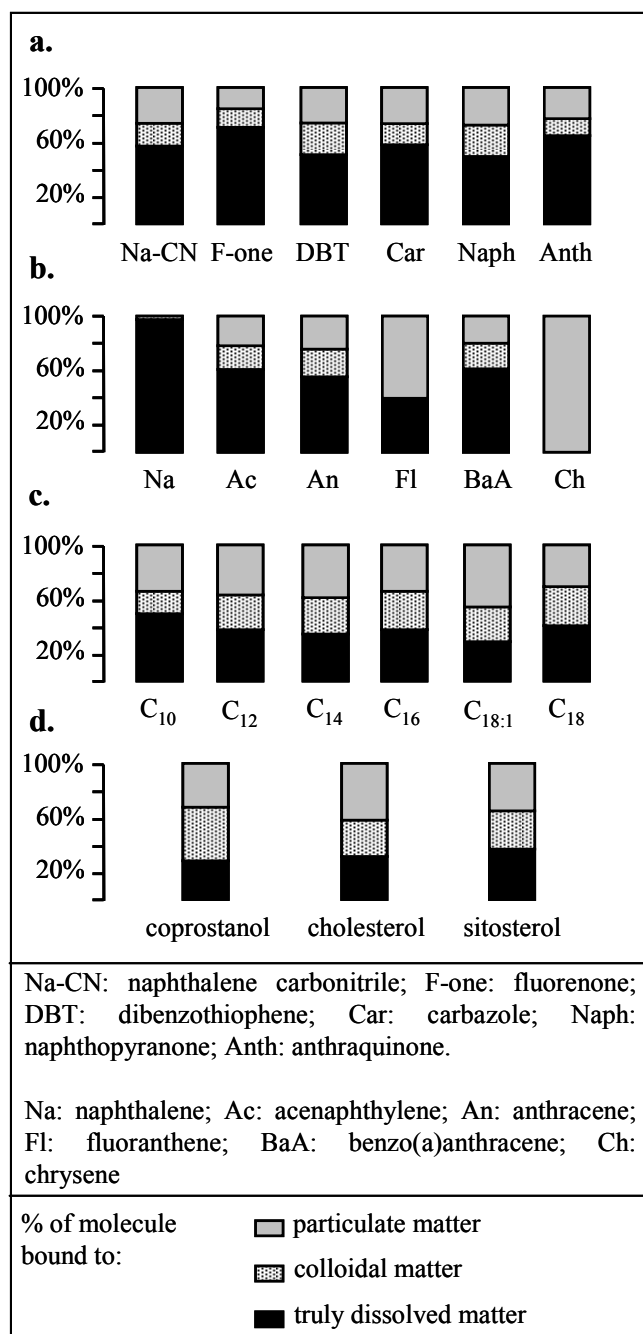 a.
100%
60%
20%
Na-CN F-one DBT Car Naph Anth
b.
100%
60%
20%
Na Ac An Fl BaA Ch
c.
100%
60%
20%
C10 C12 C14 C16 C18:1 C18
d.
100%
60%
20%
coprostanol cholesterol sitosterol
Na-CN: naphthalene carbonitrile; F-one: fluorenone;
DBT: dibenzothiophene; Car: carbazole; Naph:
naphthopyranone; Anth: anthraquinone.
Na: naphthalene; Ac: acenaphthylene; An: anthracene;
Fl: fluoranthene; BaA: benzo(a)anthracene; Ch:
chrysene
% of molecule
bound to:
particulate matter
colloidal matter
truly dissolved matter